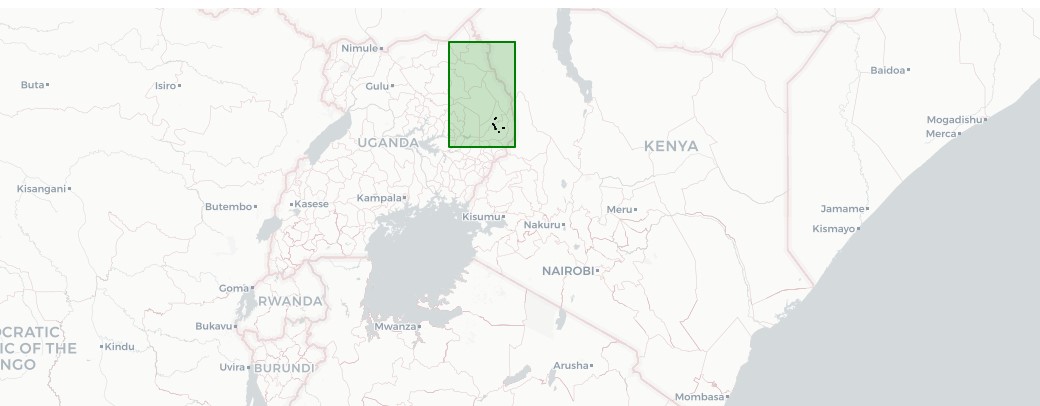 Nimule
Buta
Isiro
Gulu
Baidoa
Mogadishu
Merca
UGANDA
KENYA
Kisangani
Butembo
Kasese
Kampala
Kisumu
Nakuru
Meru
Jamame
Kismayo
NAIROBI
Goma
RWANDA
Bukavu
Mwanza
OCRATIC
IC OF THE
NGO
Kindu
Uvira
BURUNDI
Arusha
Mombasa